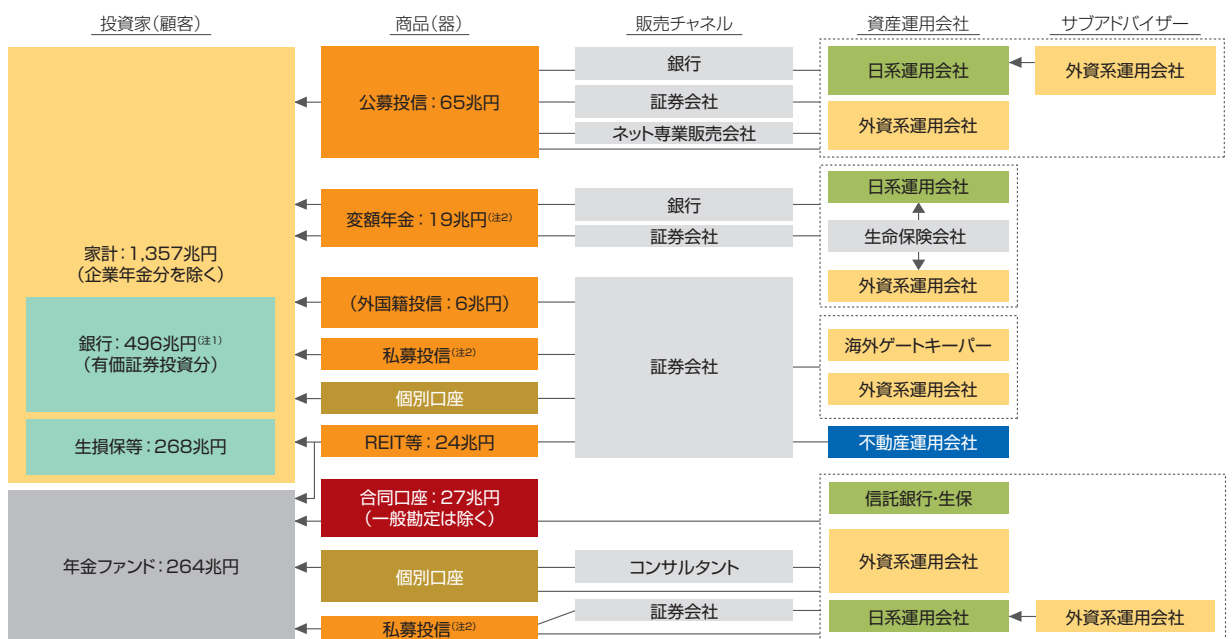 投資家(顧客)
商品(器)
販売チャネル
資産運用会社
サブアドバイザー
家計:1,357兆円
(企業年金分を除く)
銀行:496兆円(注1)
(有価証券投資分)
生損保等:268兆円
年金ファンド:264兆円
公募投信:65兆円
変額年金:19兆円(注2)
(外国籍投信:6兆円)
私募投信(注2)
個別口座
REIT等:24兆円
合同口座:27兆円
(一般勘定は除く)
個別口座
私募投信(注2)
銀行
証券会社
ネット専業販売会社
銀行
証券会社
証券会社
コンサルタント
証券会社
日系運用会社
外資系運用会社
日系運用会社
生命保険会社
外資系運用会社
海外ゲートキーパー
外資系運用会社
不動産運用会社
信託銀行・生保
外資系運用会社
日系運用会社
外資系運用会社
外資系運用会社